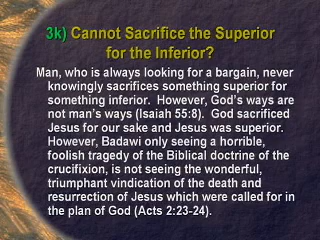 3k) Cannot Sacrifice the Superior
for the Inferior?
Man, who is always looking for a bargain, never
knowingly sacrifices something superior for
something inferior.  However, God's ways are
not man's ways (Isaiah 55:8).  God sacrificed
Jesus for our sake and Jesus was superior.
However, Badawi only seeing a horrible,
foolish tragedy of the Biblical doctrine of the
crucifixion, is not seeing the wonderful,
triumphant vindication of the death and
resurrection of Jesus which were called for in
the plan of God (Acts 2:23-24).